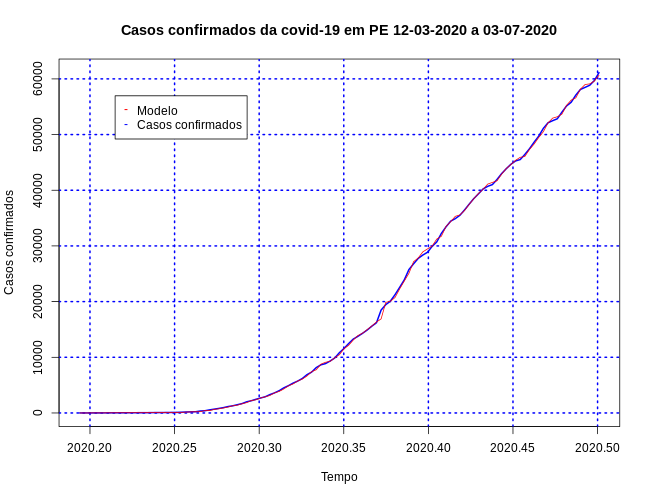 Casos confirmados da covid-19 em PE 12-03-2020 a 03-07-2020
Casos confirmados
60000
50000
40000
30000
20000
10000
0
- Modelo
- Casos confirmados
2020.20 2020.25 2020.30 2020.35 2020.40 2020.45 2020.50
Tempo